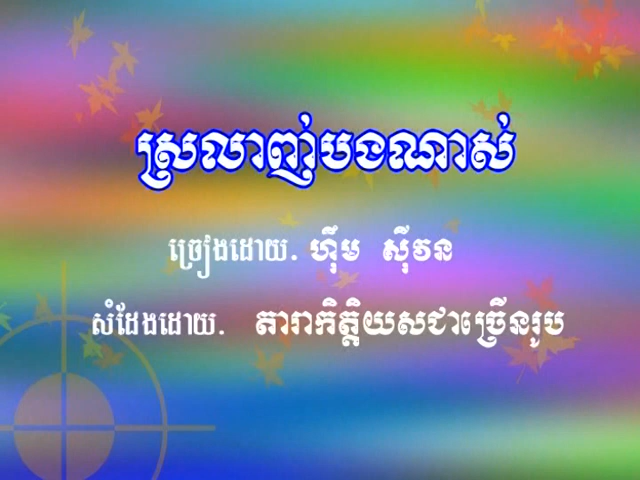 ស្រលាញ់បងណាស់
ច្រៀងដោយ. ហ៊ឹម ស៊ីវន
សំដែងដោយ. តារាកិត្តិយសជាច្រើនរូប